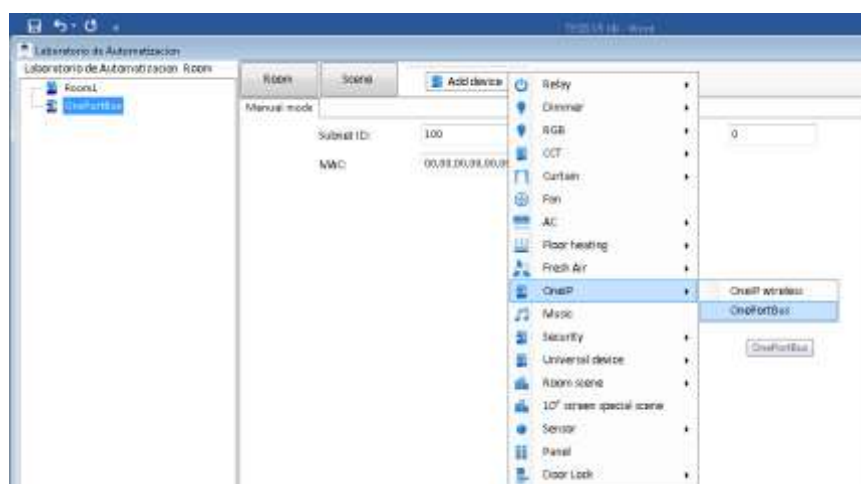 Laboratorio de Automatizacion
Laboratorio de Automatizacion Room
Room1
OnePortBus
Room
Scene
Add device
Manual mode
Subnet ID:
100
0
MAC:
Relay
Dimmer
RGB
CCT
Curtain
Fan
AC
Floor heating
Fresh Air
OneIP
OneIP wireless
OnePortBus
Music
Security
OnePortBus
Universal device
Room scene
10" screen special scene
Sensor
Panel
Door Lock